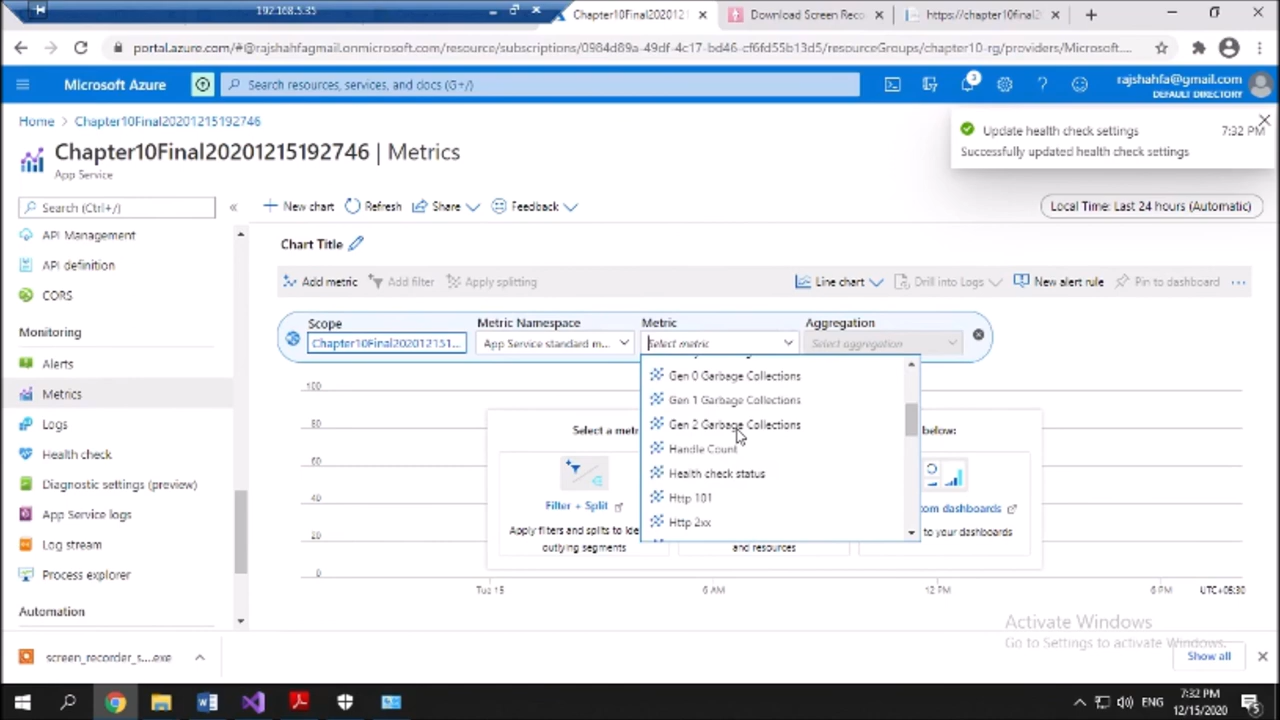 192.168.5.35
Chapter10Final20201215192746
Download Screen Reco
https://chapter10final
portal.azure.com/#@rajshahfagmail.onmicrosoft.com/resource/subscriptions/0984d89a-49df-4c17-bd46-cf6fd55b13d5/resourceGroups/chapter10-rg/providers/Microsoft....
Microsoft Azure
Search resources, services, and docs (G+/)
3
rajshahfa@gmail.com
DEFAULT DIRECTORY
Home > Chapter10Final20201215192746
Update health check settings
7:32 PM
Successfully updated health check settings
Chapter10Final20201215192746 | Metrics
App Service
Search (Ctrl+/)
«
New chart
Refresh
Share
Feedback
Local Time: Last 24 hours (Automatic)
API Management
API definition
CORS
Monitoring
Alerts
Metrics
Logs
Health check
Diagnostic settings (preview)
App Service logs
Log stream
Process explorer
Automation
Chart Title
Add metric
Add filter
Apply splitting
Line chart
Drill into Logs
New alert rule
Pin to dashboard
...
Scope
Metric Namespace
Metric
Aggregation
Chapter10Final202012151...
App Service standard m...
Select metric
Select aggregation
Gen 0 Garbage Collections
Gen 1 Garbage Collections
Gen 2 Garbage Collections
Handle Count
Health check status
Http 101
Http 2xx
100
80
60
40
20
0
Select a metr
below:
Filter + Split
tom dashboards
Apply filters and splits to ide
outlying segments
and resources
to your dashboards
Tue 15
6 AM
12 PM
6 PM
UTC+05:30
Activate Windows
Go to Settings to activate Windows.
screen_recorder_s....exe
Show all
ENG
7:32 PM
12/15/2020
5